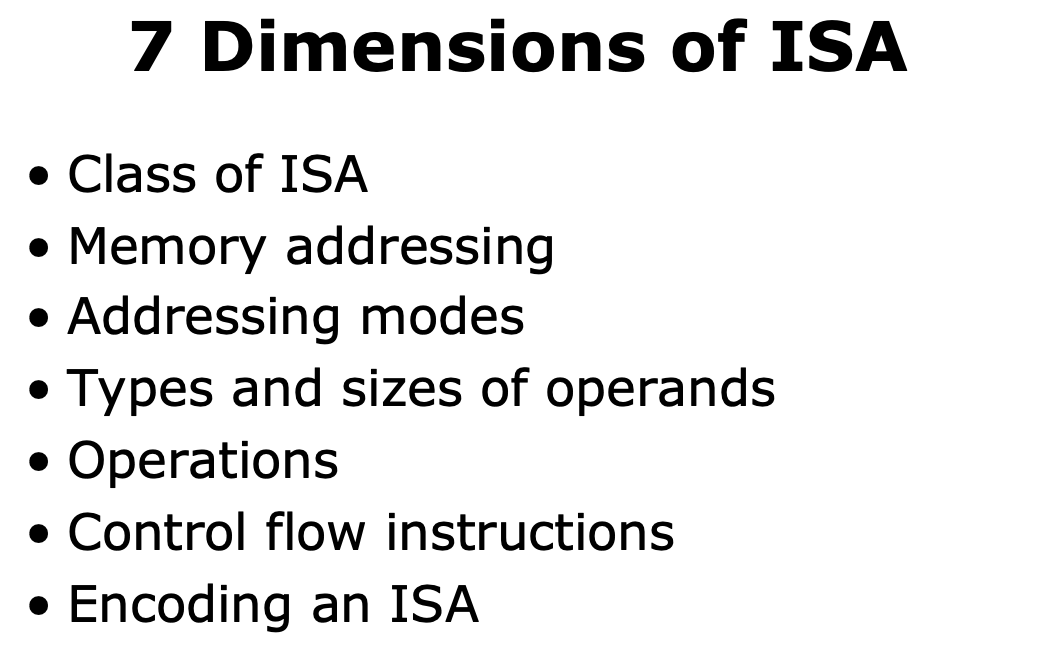 7 Dimensions of ISA
• Class of ISA
• Memory addressing
• Addressing modes
• Types and sizes of operands
• Operations
• Control flow instructions
• Encoding an ISA